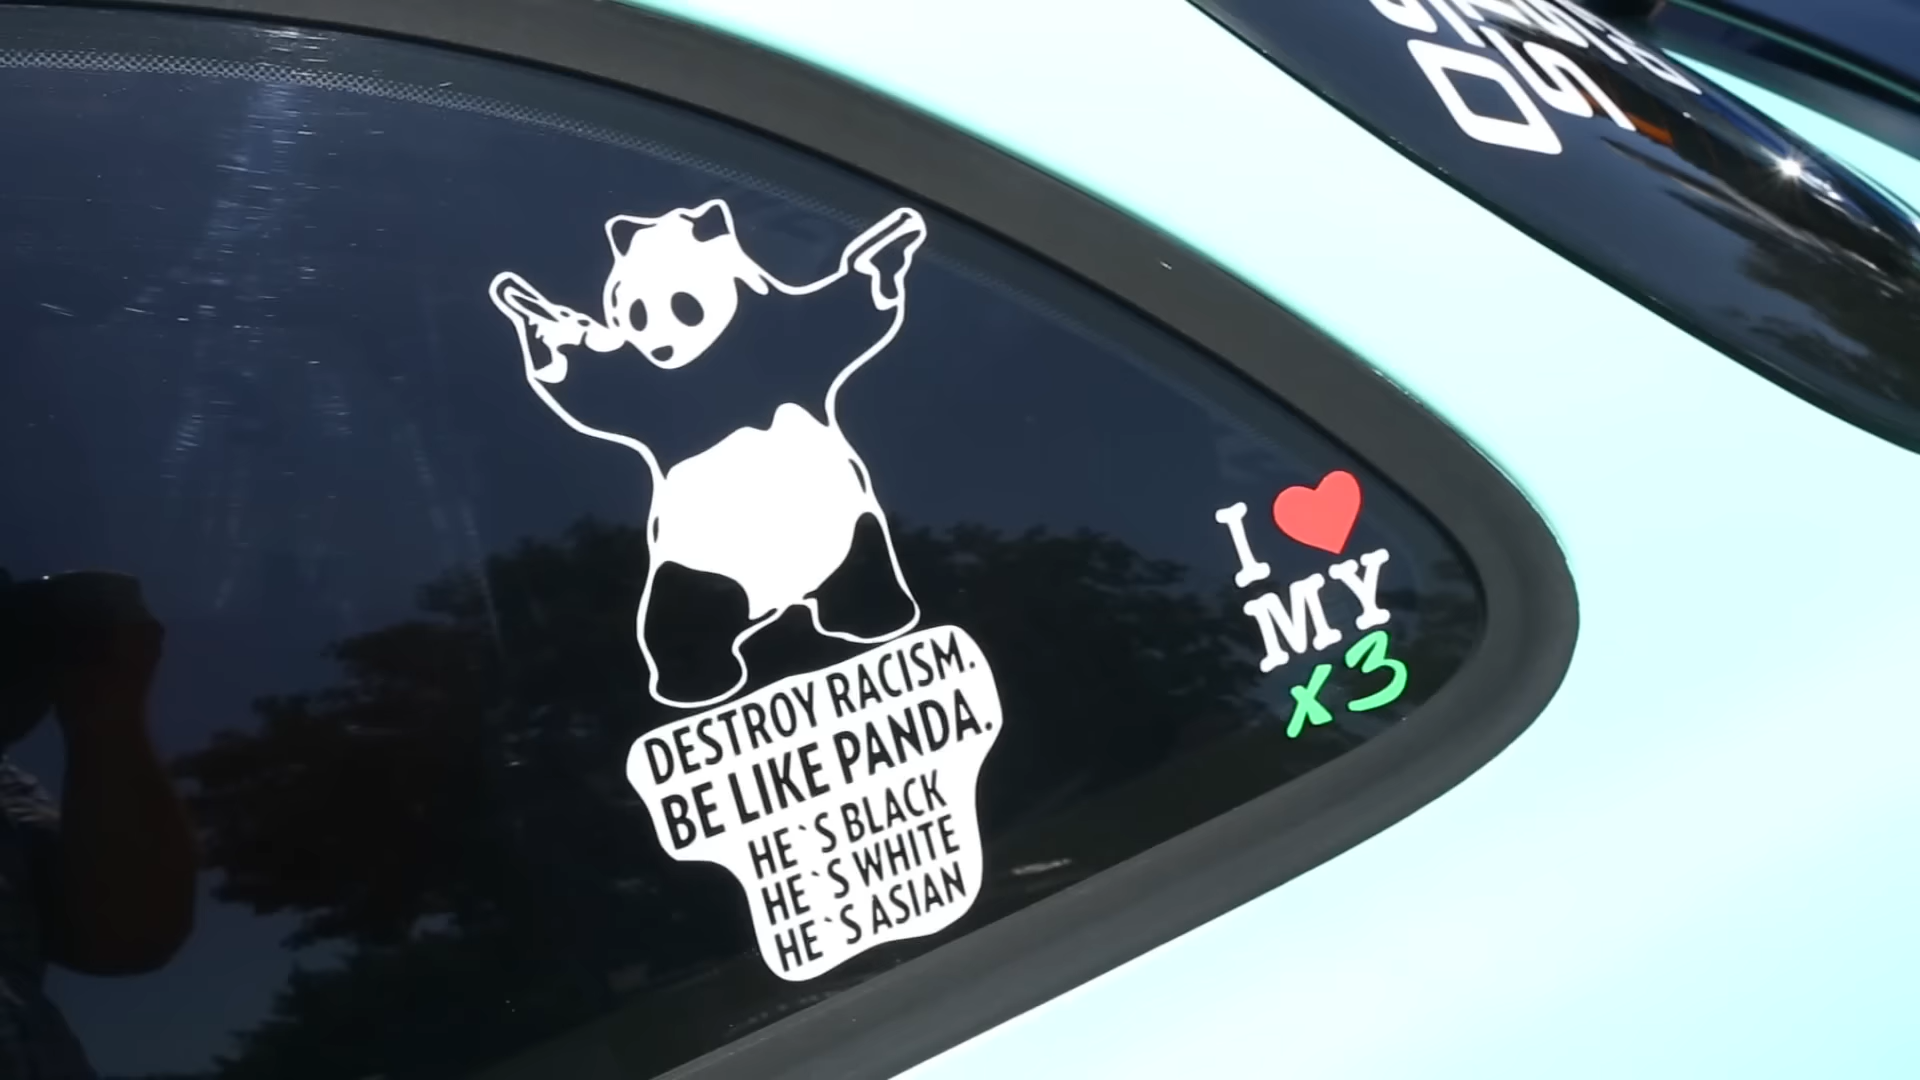 DESTROY RACISM.
BE LIKE PANDA.
HE`S BLACK
HE`S WHITE
HE`S ASIAN
I ❤
MY
x3